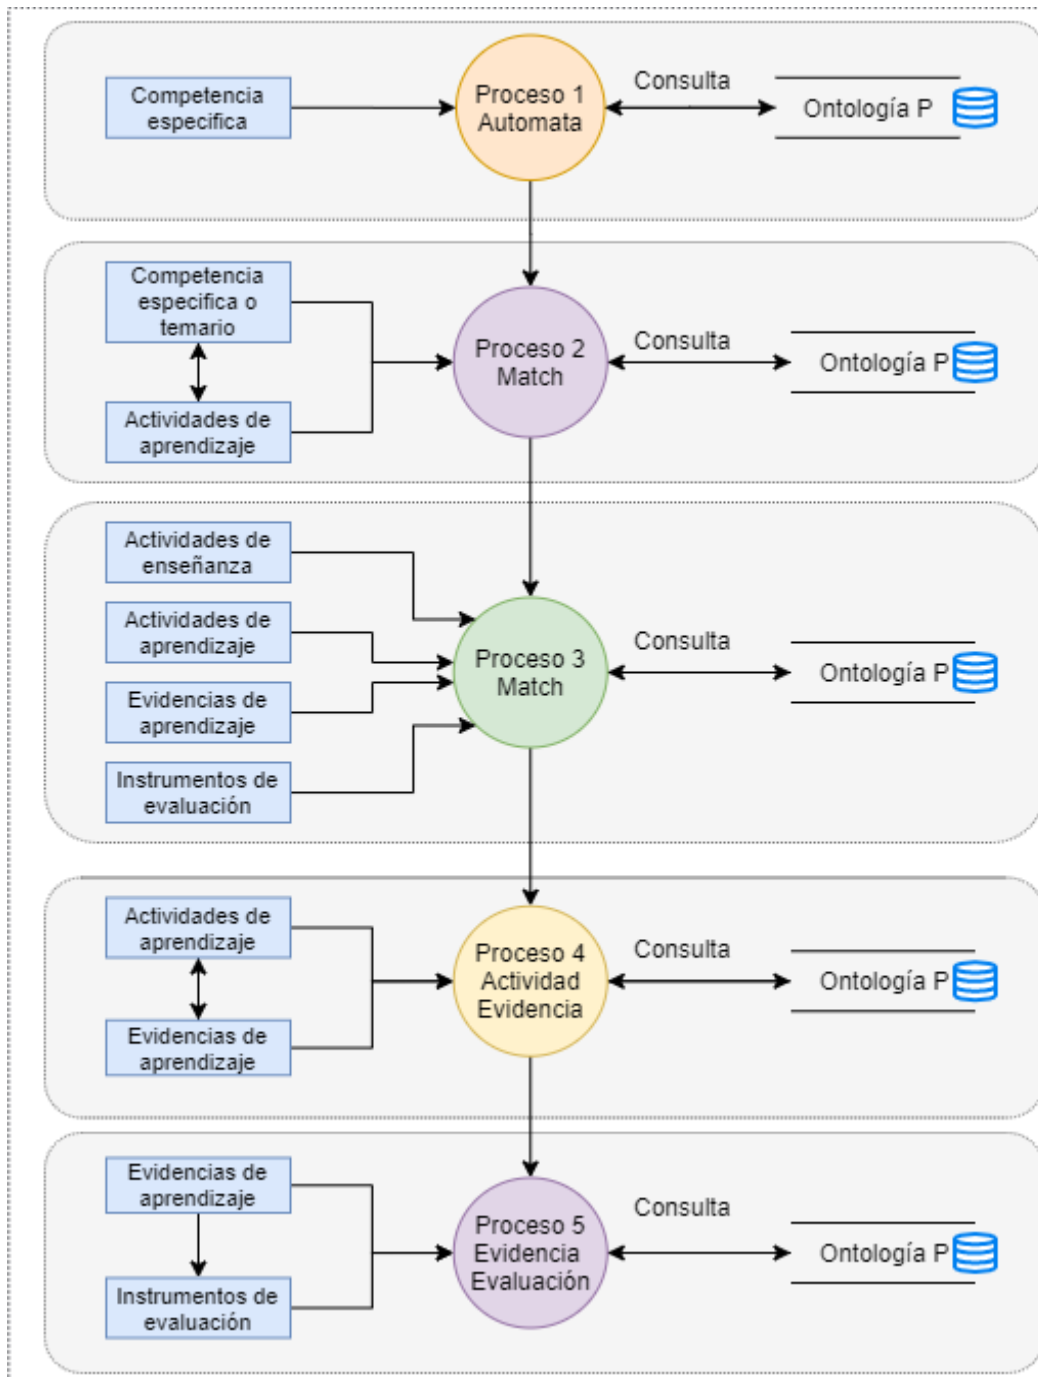 Competencia
especifica
Proceso 1
Automata
Consulta
Ontología P
Competencia
especifica o
temario
Actividades de
aprendizaje
Proceso 2
Match
Consulta
Ontología P
Actividades de
enseñanza
Actividades de
aprendizaje
Evidencias de
aprendizaje
Instrumentos de
evaluación
Proceso 3
Match
Consulta
Ontología P
Actividades de
aprendizaje
Evidencias de
aprendizaje
Proceso 4
Actividad
Evidencia
Consulta
Ontología P
Evidencias de
aprendizaje
Instrumentos de
evaluación
Proceso 5
Evidencia
Evaluación
Consulta
Ontología P